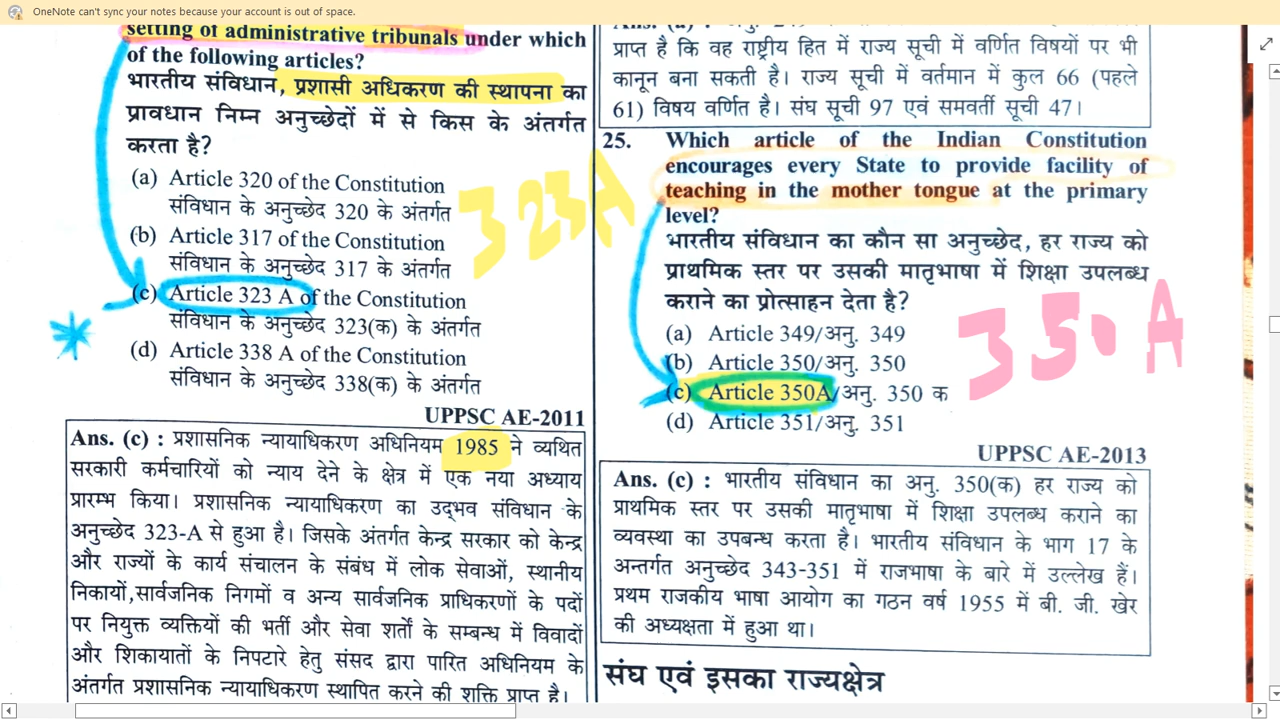 OneNote can't sync your notes because your account is out of space.
setting of administrative tribunals under which
of the following articles?
भारतीय संविधान, प्रशासी अधिकरण की स्थापना का
प्रावधान निम्न अनुच्छेदों में से किस के अंतर्गत
करता है?
(a) Article 320 of the Constitution
संविधान के अनुच्छेद 320 के अंतर्गत
(b) Article 317 of the Constitution
संविधान के अनुच्छेद 317 के अंतर्गत
(c) Article 323 A of the Constitution
संविधान के अनुच्छेद 323(क) के अंतर्गत
(d) Article 338 A of the Constitution
संविधान के अनुच्छेद 338(क) के अंतर्गत
323A
UPPSC AE-2011
Ans. (c) : प्रशासनिक न्यायाधिकरण अधिनियम 1985 ने व्यथित
सरकारी कर्मचारियों को न्याय देने के क्षेत्र में एक नया अध्याय
प्रारम्भ किया। प्रशासनिक न्यायाधिकरण का उद्भव संविधान के
अनुच्छेद 323-A से हुआ है। जिसके अंतर्गत केन्द्र सरकार को केन्द्र
और राज्यों के कार्य संचालन के संबंध में लोक सेवाओं, स्थानीय
निकायों,सार्वजनिक निगमों व अन्य सार्वजनिक प्राधिकरणों के पदों
पर नियुक्त व्यक्तियों की भर्ती और सेवा शर्तों के सम्बन्ध में विवादों
और शिकायातों के निपटारे हेतु संसद द्वारा पारित अधिनियम के
अंतर्गत प्रशासनिक न्यायाधिकरण स्थापित करने की शक्ति प्राप्त है।
प्राप्त है कि वह राष्ट्रीय हित में राज्य सूची में वर्णित विषयों पर भी
कानून बना सकती है। राज्य सूची में वर्तमान में कुल 66 (पहले
61) विषय वर्णित है। संघ सूची 97 एवं समवर्ती सूची 47।
25. Which article of the Indian Constitution
encourages every State to provide facility of
teaching in the mother tongue at the primary
level?
भारतीय संविधान का कौन सा अनुच्छेद, हर राज्य को
प्राथमिक स्तर पर उसकी मातृभाषा में शिक्षा उपलब्ध
कराने का प्रोत्साहन देता है?
(a) Article 349/अनु. 349
(b) Article 350/अनु. 350
(c) Article 350A/अनु. 350 क
(d) Article 351/अनु. 351
350 A
UPPSC AE-2013
Ans. (c) : भारतीय संविधान का अनु. 350(क) हर राज्य को
प्राथमिक स्तर पर उसकी मातृभाषा में शिक्षा उपलब्ध कराने का
व्यवस्था का उपबन्ध करता है। भारतीय संविधान के भाग 17 के
अन्तर्गत अनुच्छेद 343-351 में राजभाषा के बारे में उल्लेख हैं।
प्रथम राजकीय भाषा आयोग का गठन वर्ष 1955 में बी. जी. खेर
की अध्यक्षता में हुआ था।
संघ एवं इसका राज्यक्षेत्र